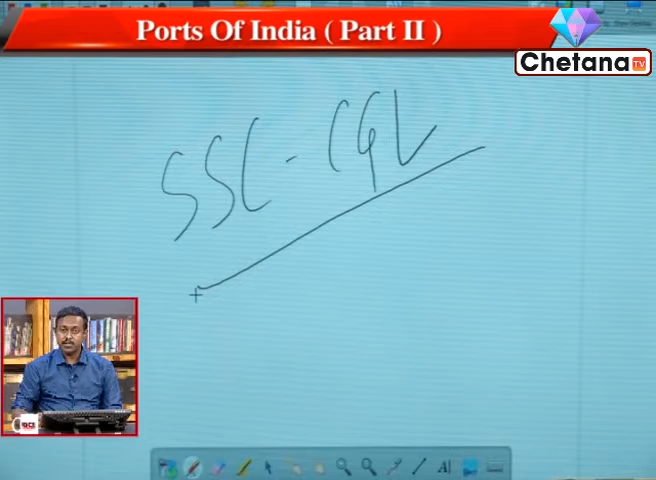 Ports Of India ( Part II )
Chetana TV
SSC - CGL